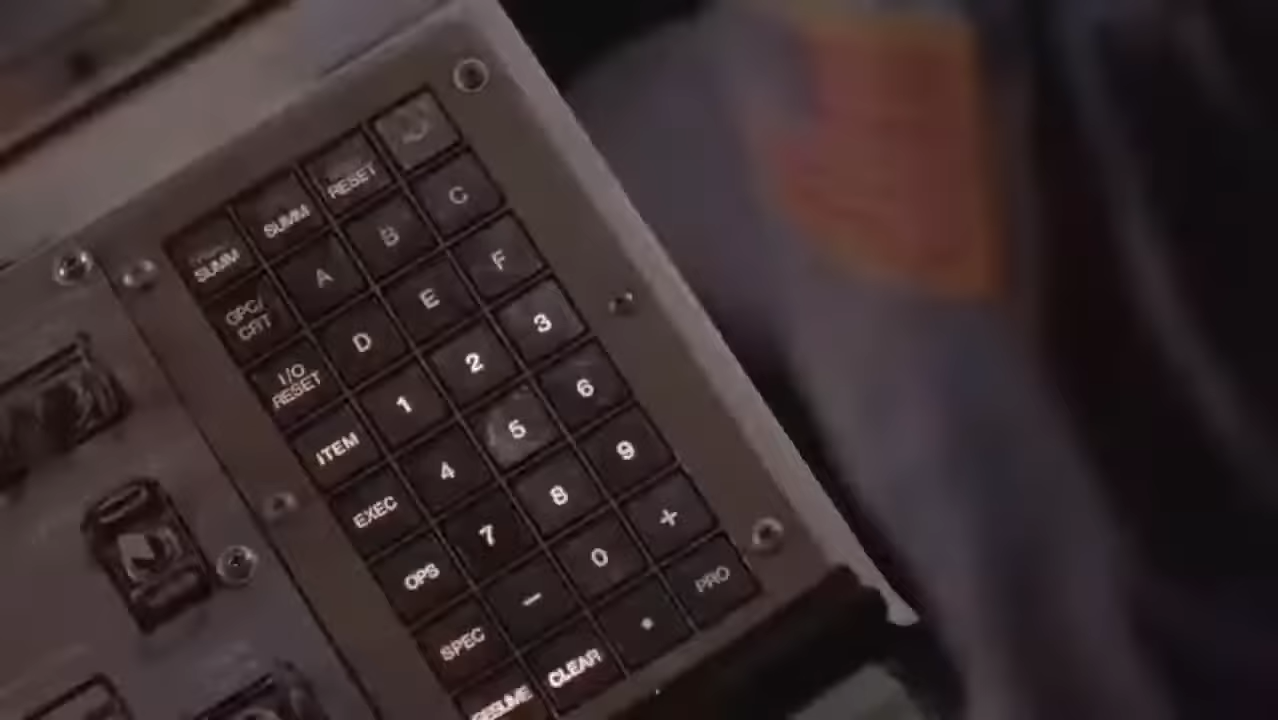 SUMM SUMM RESET
GPC/
CRT A B C
I/O
RESET D E F
ITEM 1 2 3
EXEC 4 5 6
OPS 7 8 9
SPEC - 0 +
RESUME CLEAR . PRO